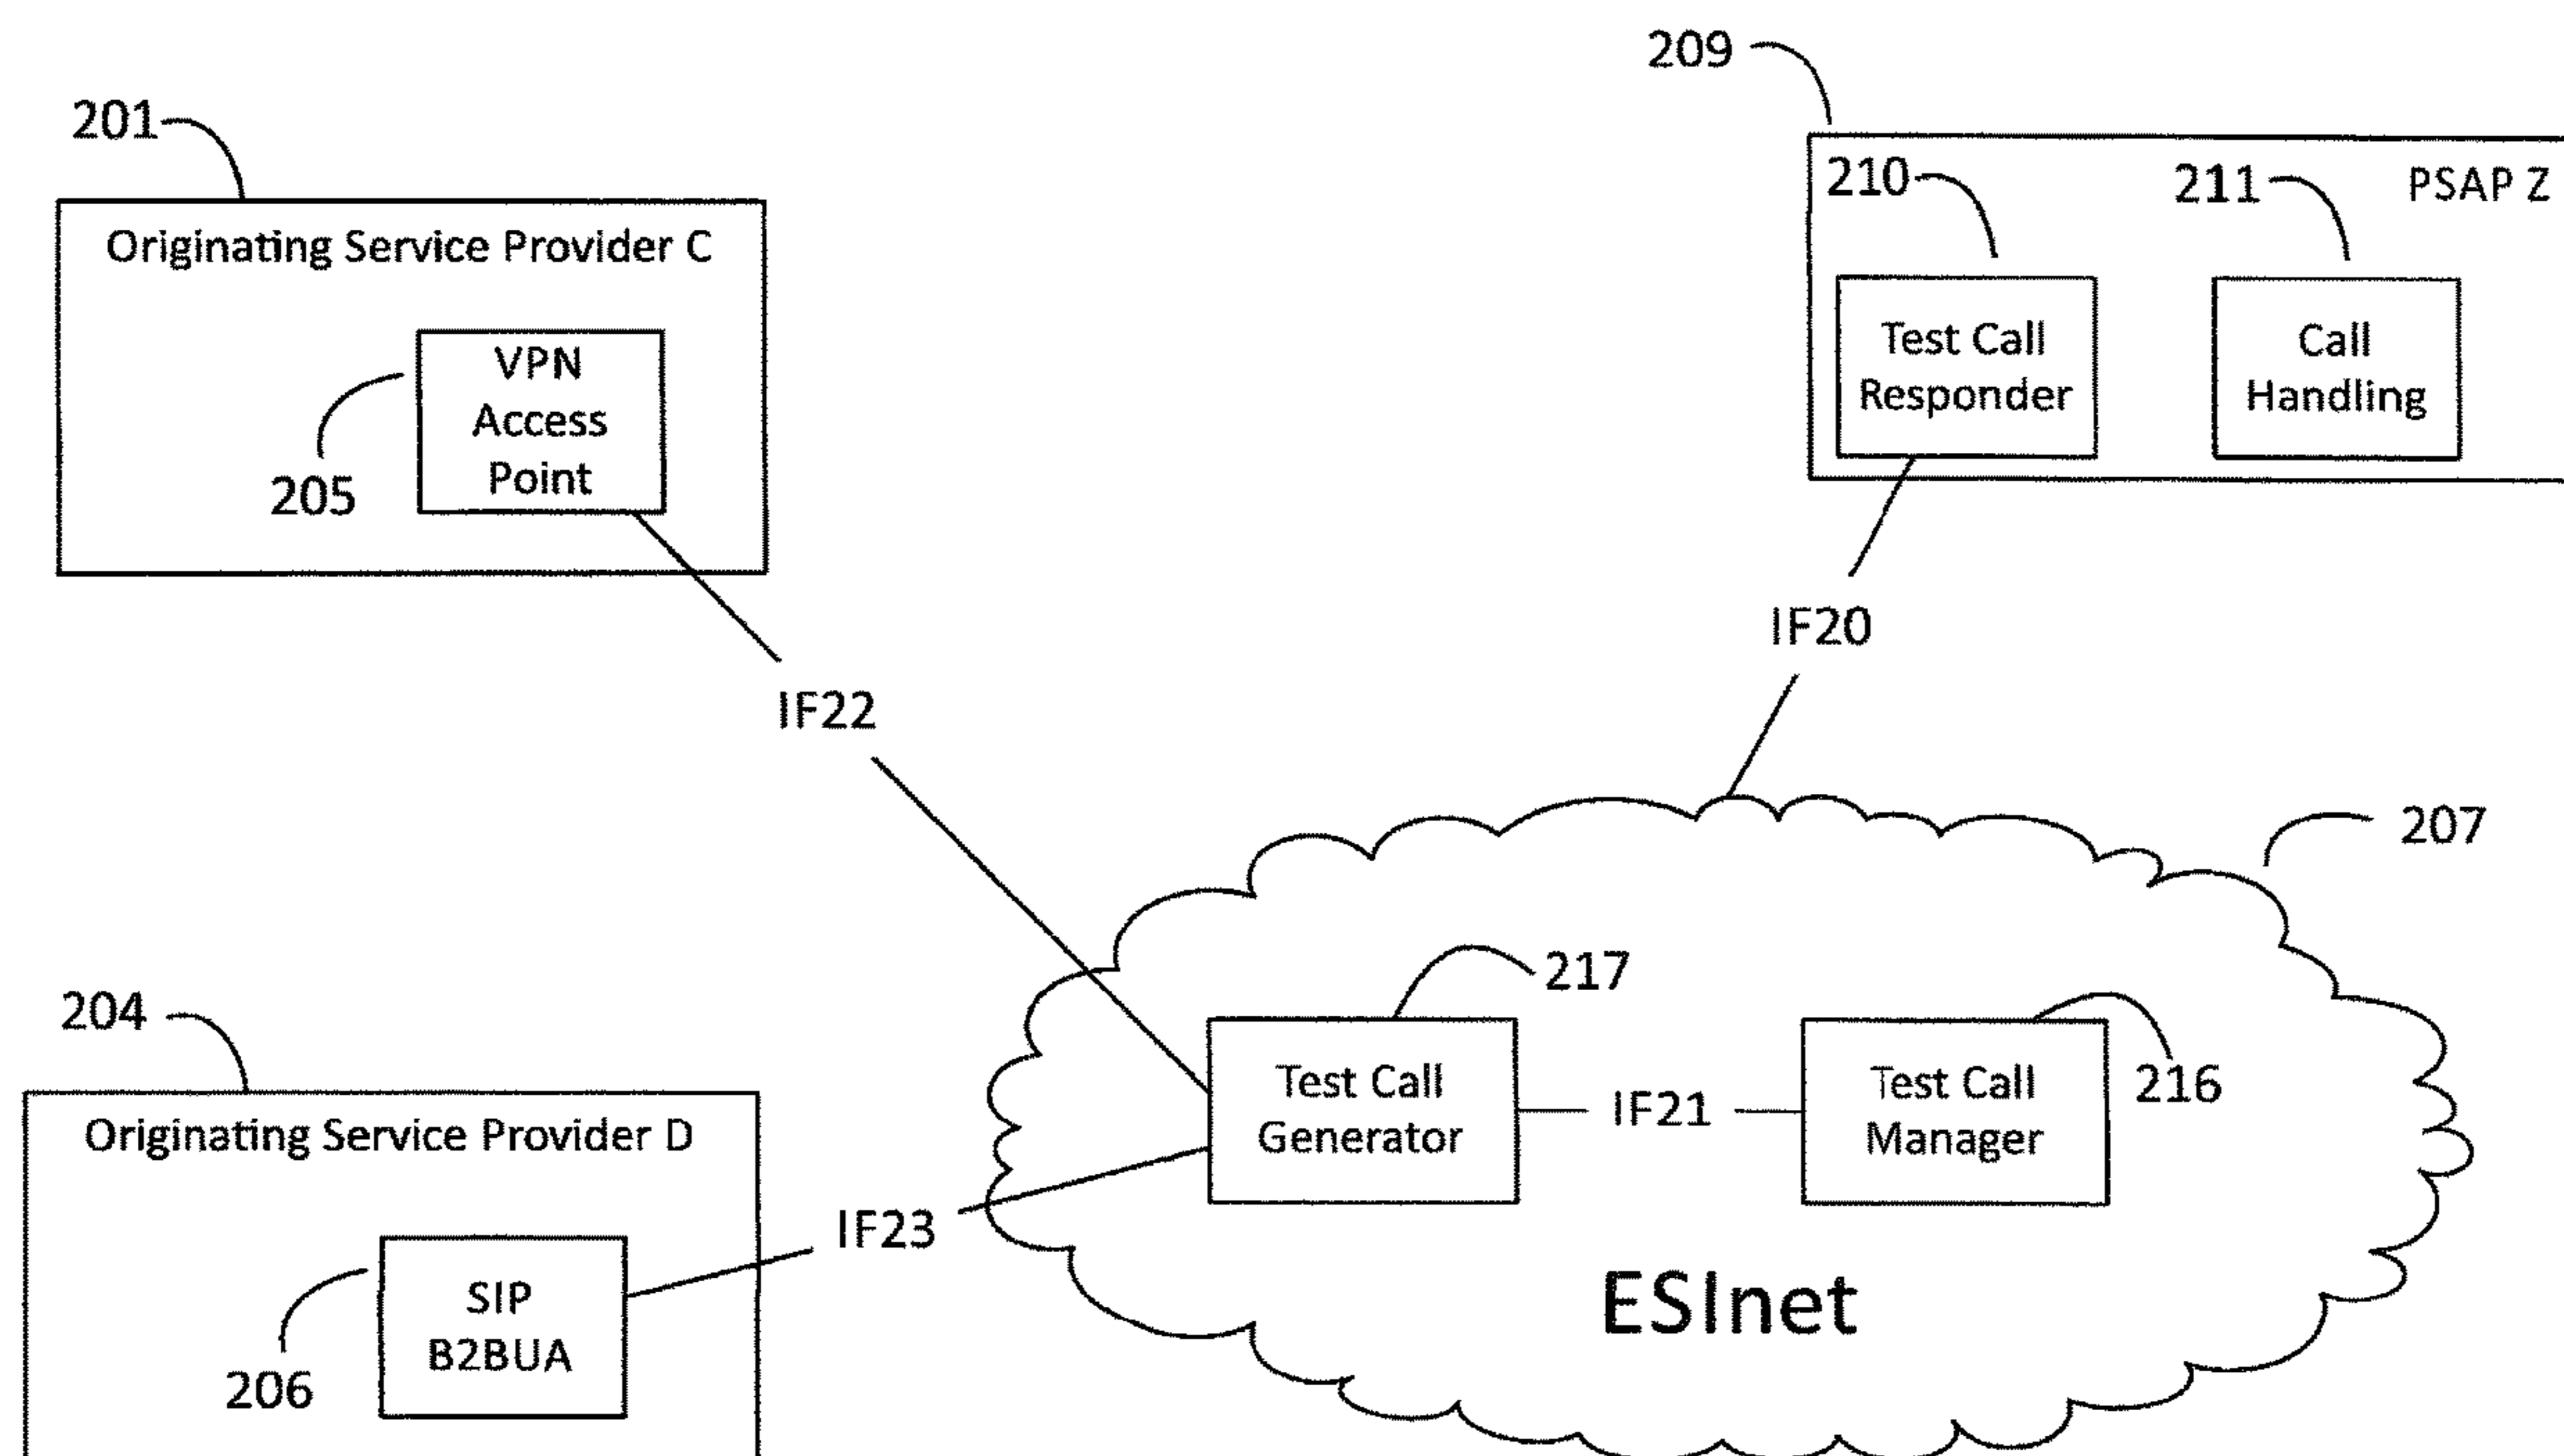 209
201
210
211
PSAP Z
Originating Service Provider C
VPN
Access
Point
205
Test Call
Responder
Call
Handling
IF20
IF22
207
217
204
Originating Service Provider D
Test Call
Generator
IF21
Test Call
Manager
216
IF23
SIP
B2BUA
206
ESInet